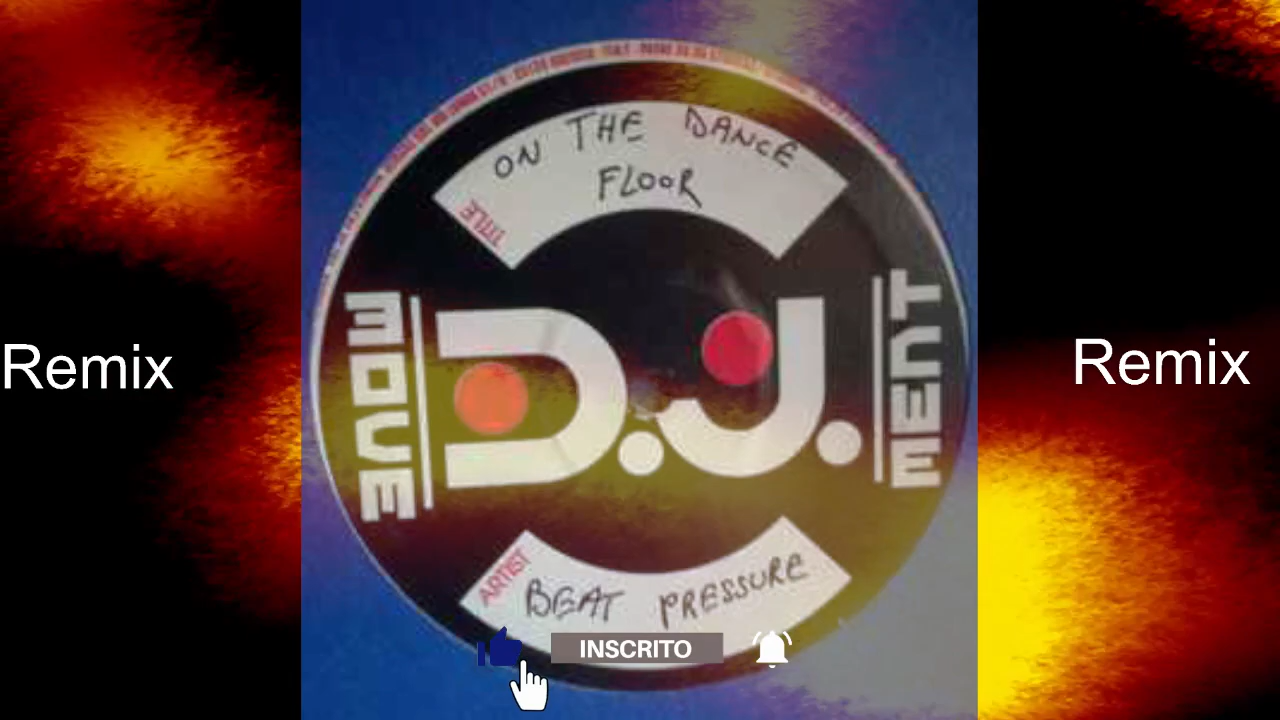 ON THE DANCE
FLOOR
TITLE
Remix
MOVE
D.J.
MENT
Remix
ARTIST
BEAT PRESSURE
INSCRITO